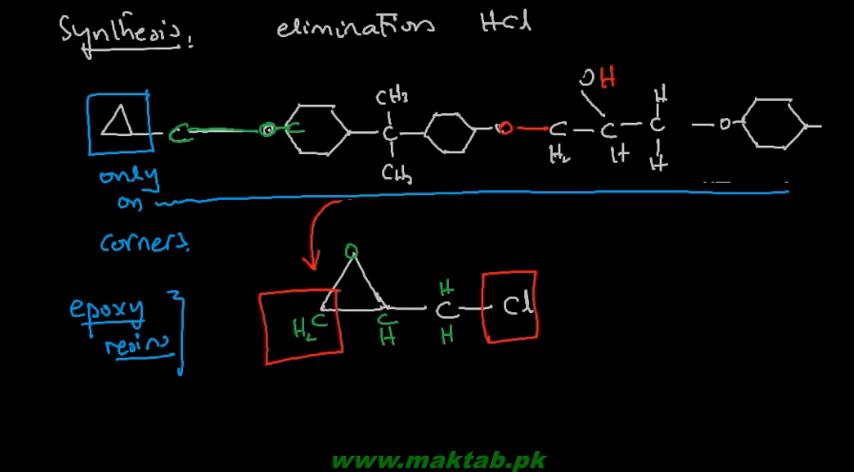 Synthesis: elimination HCl
OH
CH3 H
C O C C O C C C O
CH3 H2 H H
only
on
corners.
O
epoxy H
H2C C C Cl
H H
resins
www.maktab.pk